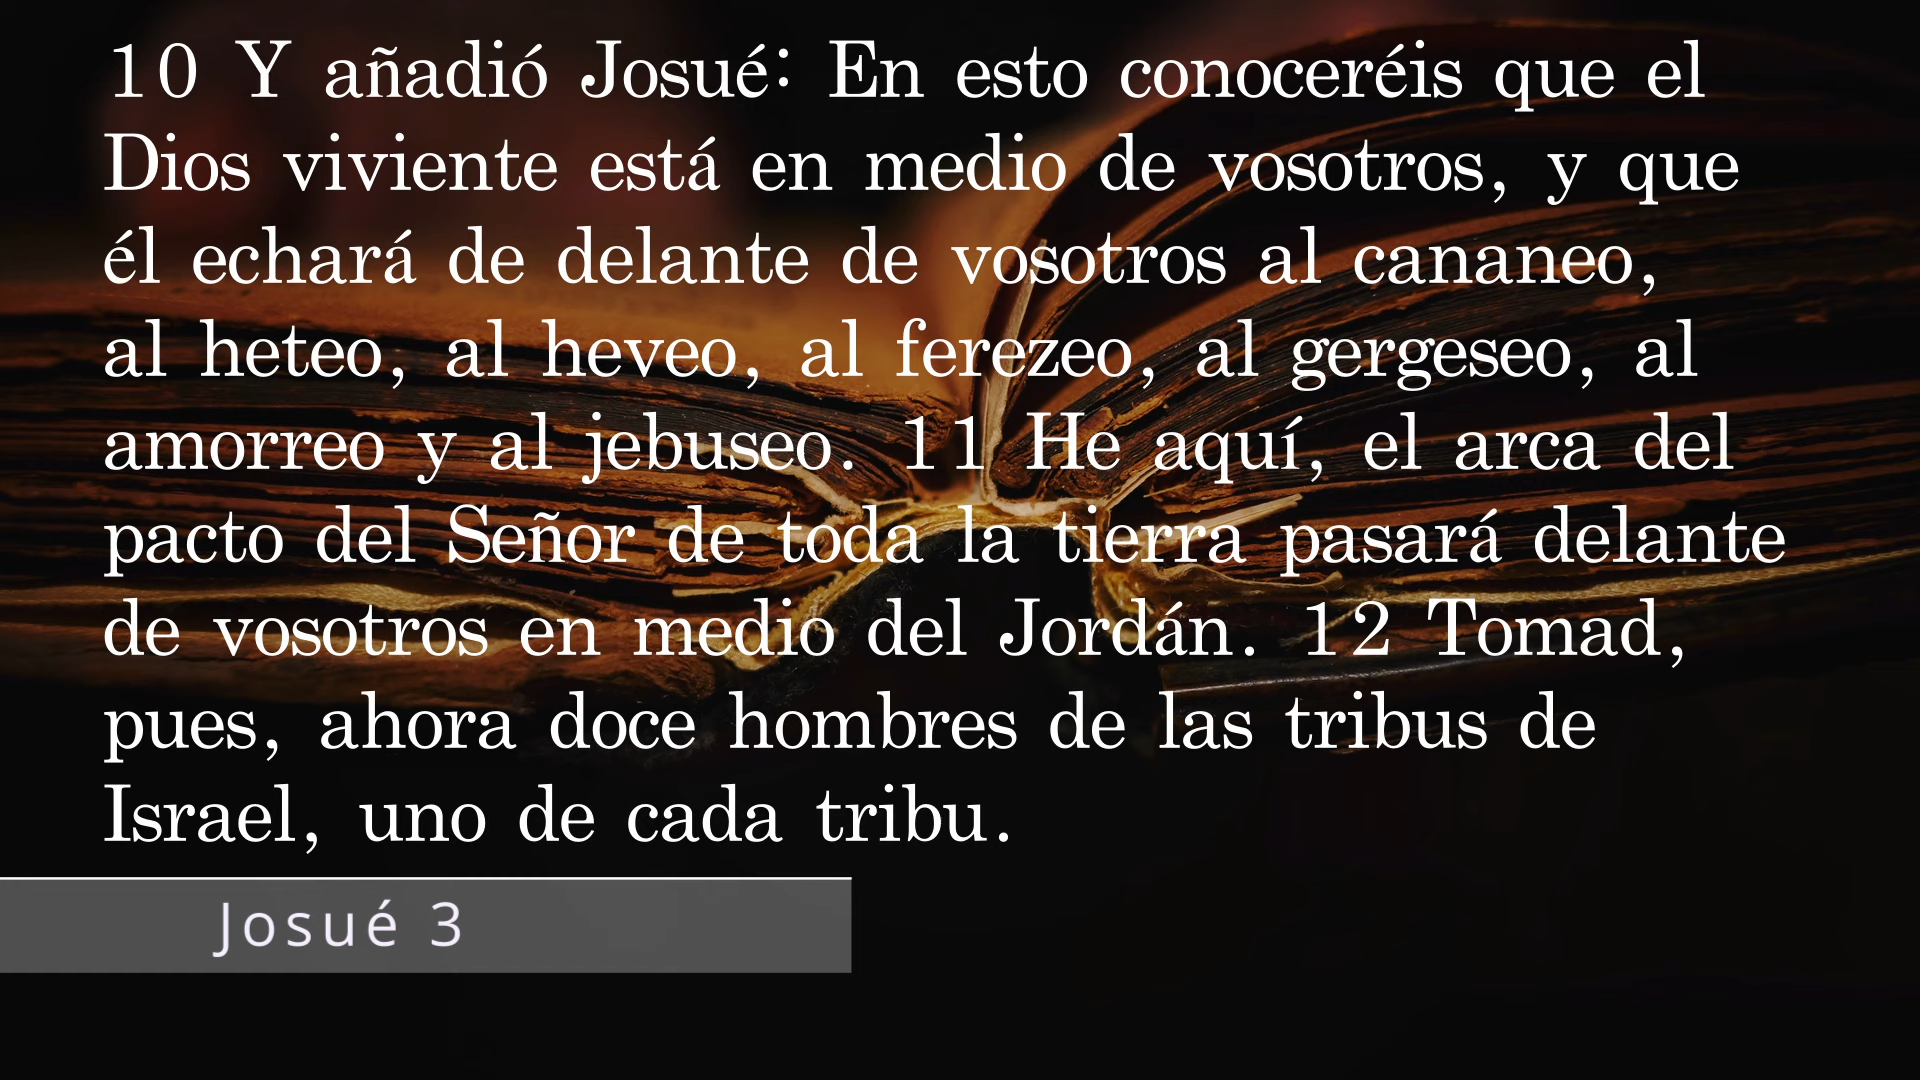 10 Y añadió Josué: En esto conoceréis que el
Dios viviente está en medio de vosotros, y que
él echará de delante de vosotros al cananeo,
al heteo, al heveo, al ferezeo, al gergeseo, al
amorreo y al jebuseo. 11 He aquí, el arca del
pacto del Señor de toda la tierra pasará delante
de vosotros en medio del Jordán. 12 Tomad,
pues, ahora doce hombres de las tribus de
Israel, uno de cada tribu.
Josué 3